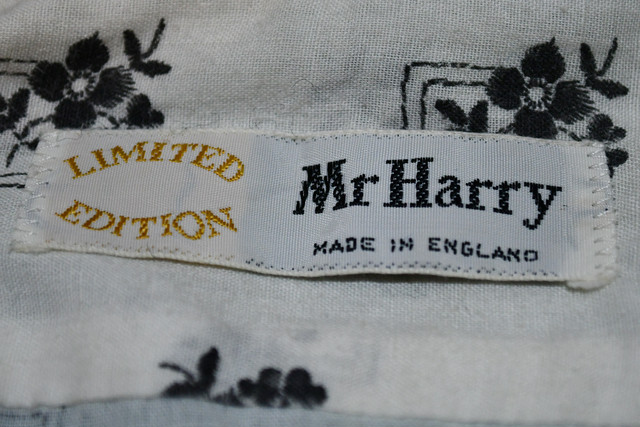 LIMITED
EDITION
Mr Harry
MADE IN ENGLAND